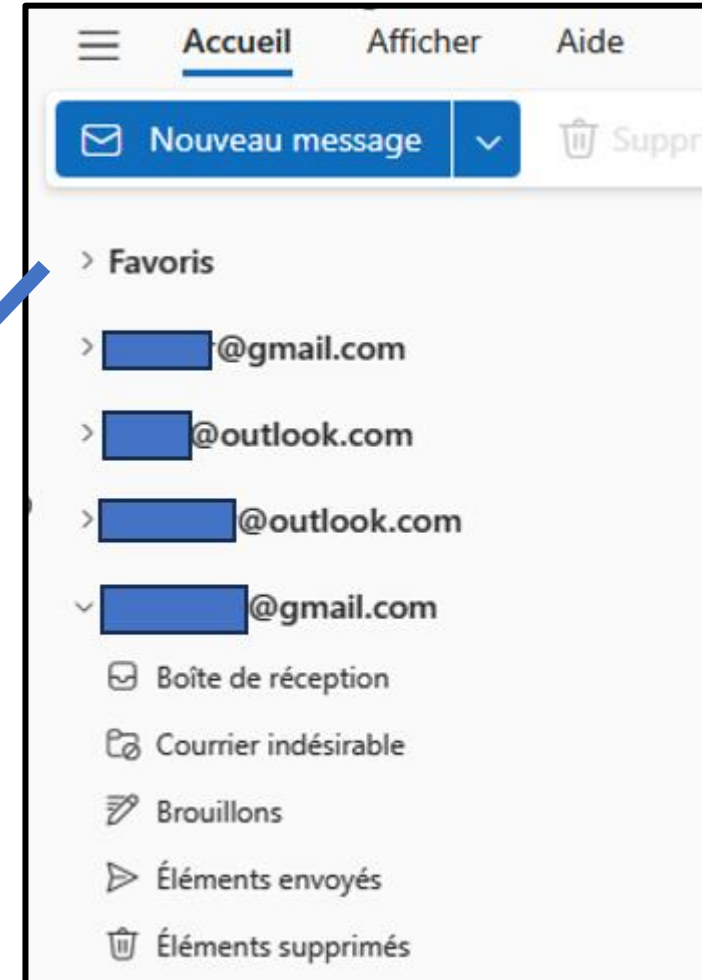 Accueil Afficher Aide
Nouveau message Suppr
Favoris
@gmail.com
@outlook.com
@outlook.com
@gmail.com
Boîte de réception
Courrier indésirable
Brouillons
Éléments envoyés
Éléments supprimés